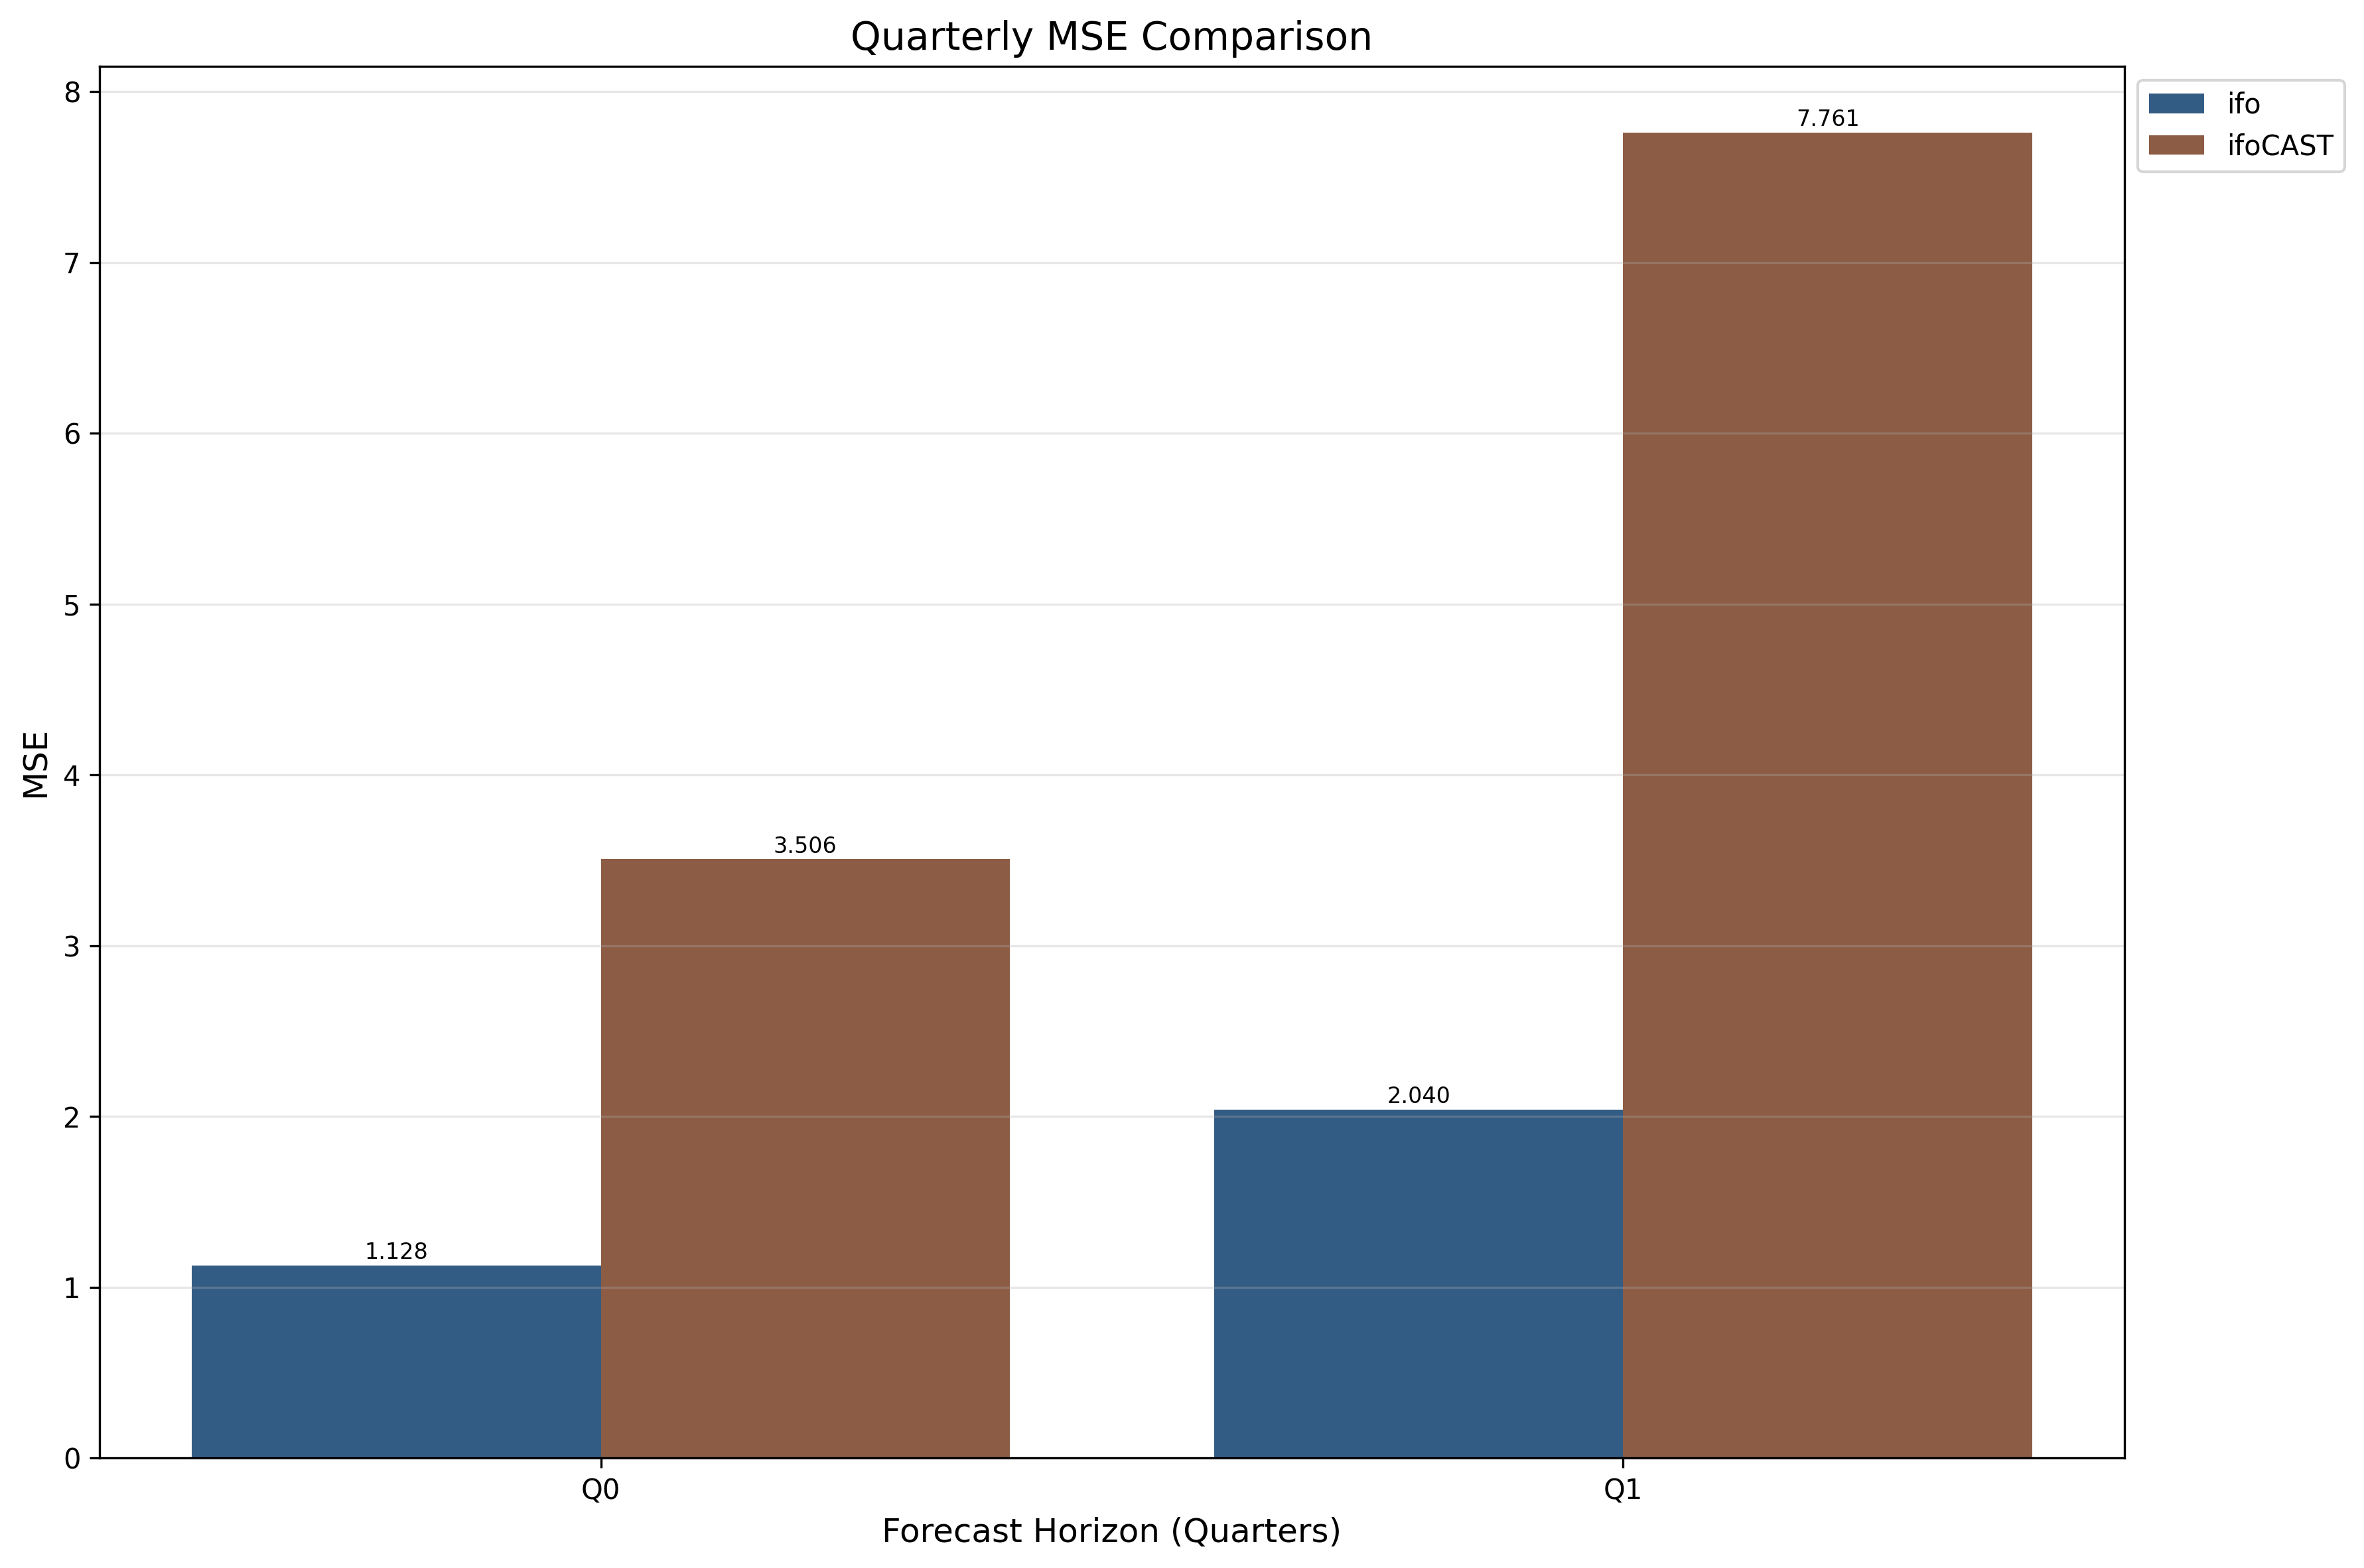 Quarterly MSE Comparison
ifo
ifoCAST
MSE
8
7
6
5
4
3
2
1
0
1.128
3.506
2.040
7.761
Q0
Q1
Forecast Horizon (Quarters)